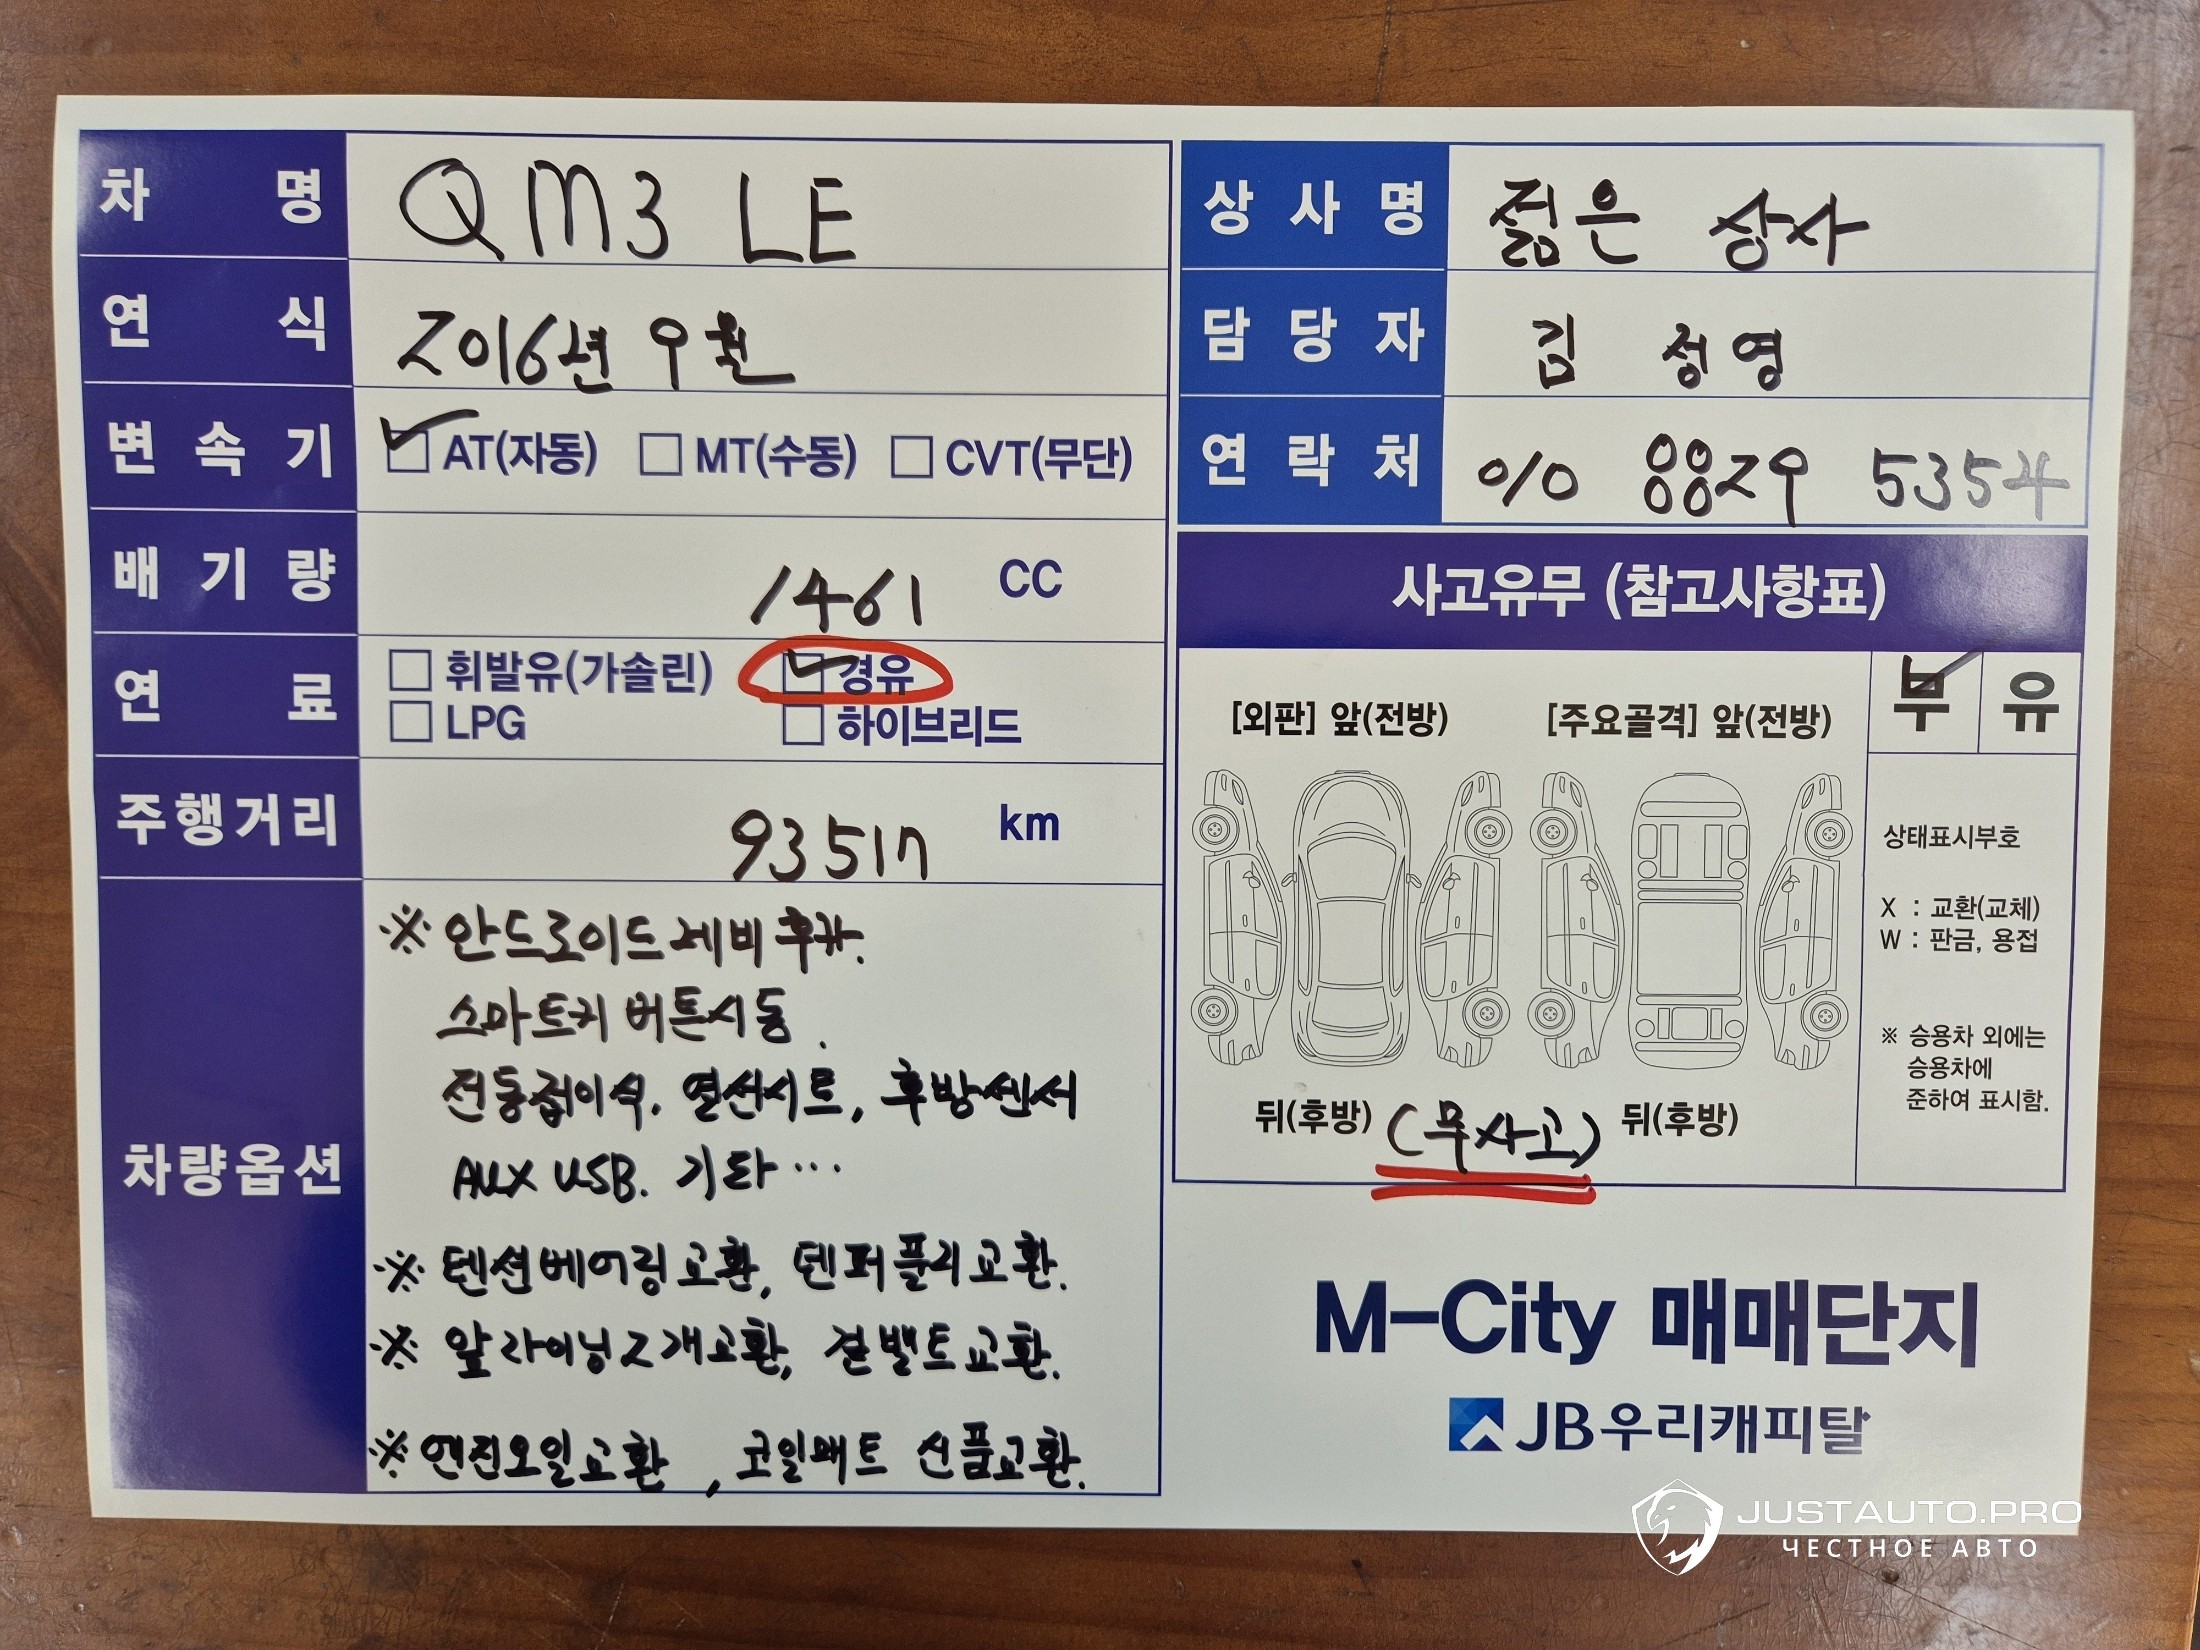 차 명 QM3 LE
연 식 2016년 9월
변 속 기 AT(자동) MT(수동) CVT(무단)
배 기 량 1461 CC
연 료 휘발유(가솔린) 경유
LPG 하이브리드
주행거리 93517 km
차량옵션
※ 안드로이드네비 후카.
스마트키 버튼시동.
전동접이식. 열선시트, 후방센서
AUX USB. 기타 …
※ 텐션베어링교환, 덴퍼풀리교환.
※ 앞라이닝2개교환, 겉벨트교환.
※ 엔진오일교환, 코일매트 신품교환.
상 사 명 젊은 상사
담 당 자 김 정영
연 락 처 010 8829 5354
사고유무 (참고사항표)
[외판] 앞(전방) [주요골격] 앞(전방) 부 유
상태표시부호
X : 교환(교체)
W : 판금, 용접
※ 승용차 외에는
승용차에
준하여 표시함.
뒤(후방) (무사고) 뒤(후방)
M-City 매매단지
JB우리캐피탈
JUSTAUTO.PRO
ЧЕСТНОЕ АВТО